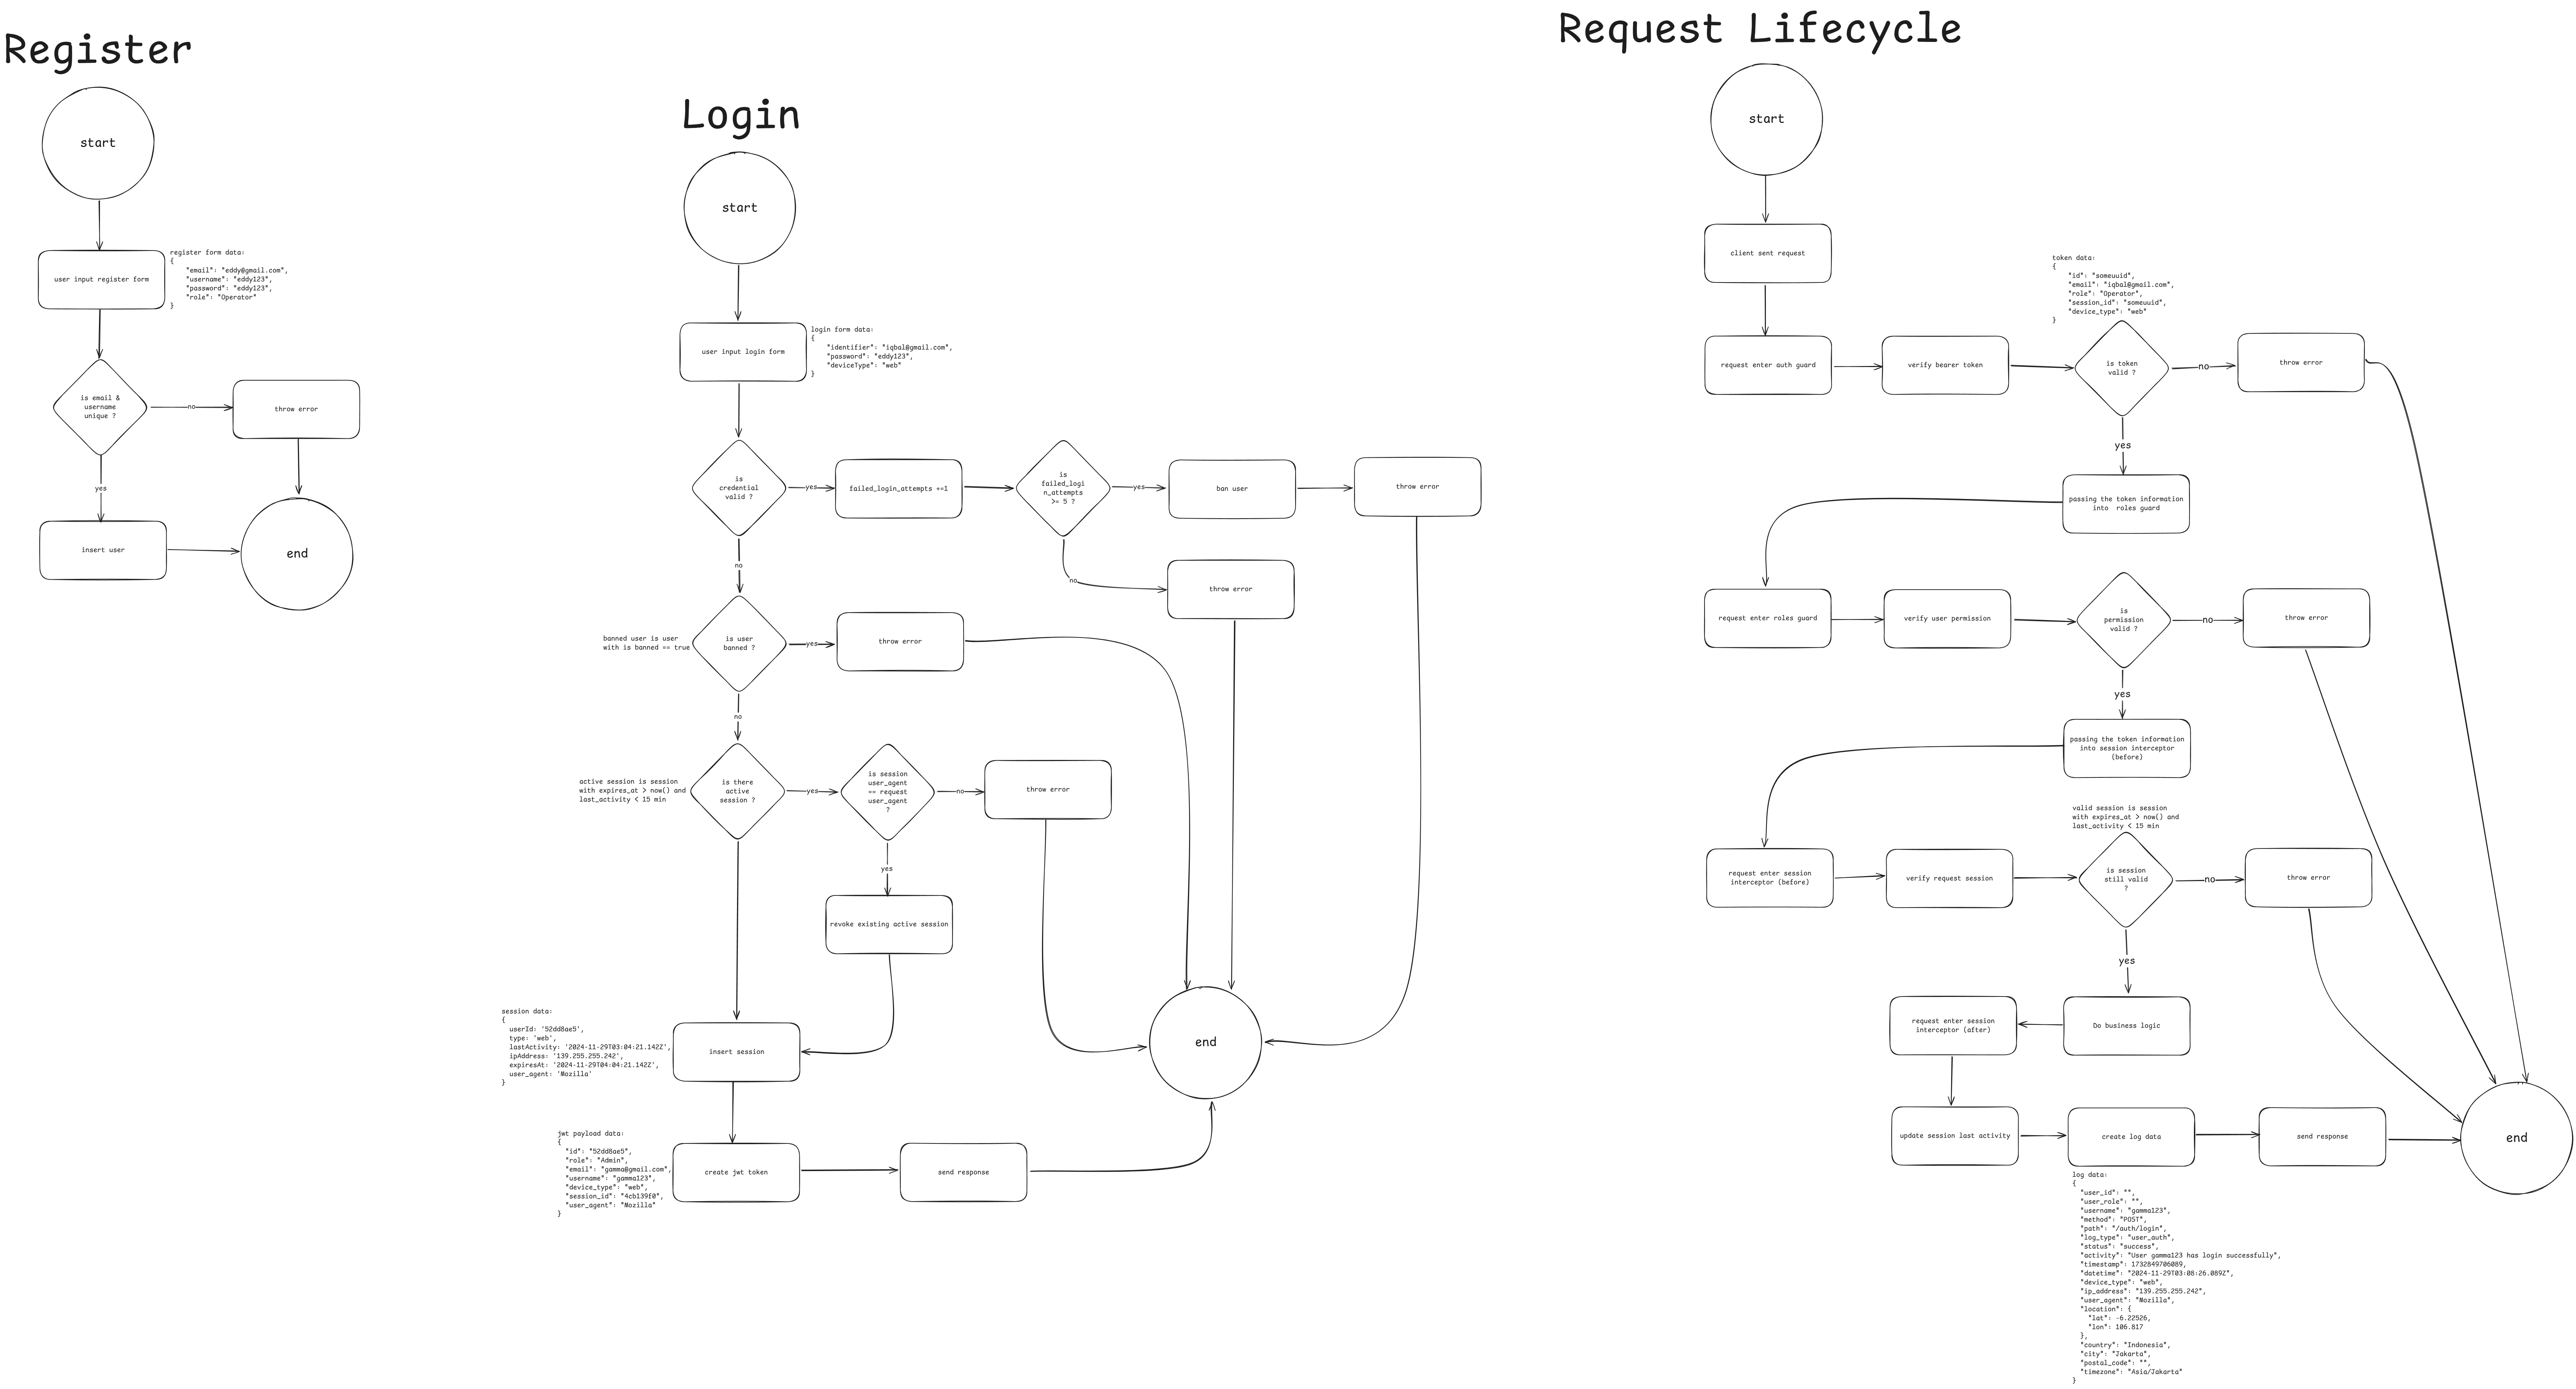 Register
start
user input register form
register form data:
{
"email": "eddy@gmail.com",
"username": "eddy123",
"password": "eddy123",
"role": "Operator"
}
is email &
username
unique ?
no
throw error
yes
insert user
end
Login
start
user input login form
login form data:
{
"identifier": "iqbal@gmail.com",
"password": "eddy123",
"deviceType": "web"
}
is
credential
valid ?
yes
failed_login_attempts +=1
is
failed_logi
n_attempts
>= 5 ?
yes
ban user
throw error
no
throw error
no
banned user is user
with is banned == true
is user
banned ?
yes
throw error
no
active session is session
with expires_at > now() and
last_activity < 15 min
is there
active
session ?
yes
is session
user_agent
== request
user_agent
?
no
throw error
yes
revoke existing active session
session data:
{
userId: '52dd8ae5',
type: 'web',
lastActivity: '2024-11-29T03:04:21.142Z',
ipAddress: '139.255.255.242',
expiresAt: '2024-11-29T04:04:21.142Z',
user_agent: 'Mozilla'
}
insert session
end
jwt payload data:
{
"id": "52dd8ae5",
"role": "Admin",
"email": "gamma@gmail.com",
"username": "gamma123",
"device_type": "web",
"session_id": "4cb139f0",
"user_agent": "Mozilla"
}
create jwt token
send response
Request Lifecycle
start
client sent request
request enter auth guard
verify bearer token
token data:
{
"id": "someuuid",
"email": "iqbal@gmail.com",
"role": "Operator",
"session_id": "someuuid",
"device_type": "web"
}
is token
valid ?
no
throw error
yes
passing the token information
into roles guard
request enter roles guard
verify user permission
is
permission
valid ?
no
throw error
yes
passing the token information
into session interceptor
(before)
valid session is session
with expires_at > now() and
last_activity < 15 min
request enter session
interceptor (before)
verify request session
is session
still valid
?
no
throw error
yes
Do business logic
request enter session
interceptor (after)
update session last activity
create log data
send response
end
log data:
{
"user_id": "",
"user_role": "",
"username": "gamma123",
"method": "POST",
"path": "/auth/login",
"log_type": "user_auth",
"status": "success",
"activity": "User gamma123 has login successfully",
"timestamp": 1732849706089,
"datetime": "2024-11-29T03:08:26.089Z",
"device_type": "web",
"ip_address": "139.255.255.242",
"user_agent": "Mozilla",
"location": {
"lat": -6.22526,
"lon": 106.817
},
"country": "Indonesia",
"city": "Jakarta",
"postal_code": "",
"timezone": "Asia/Jakarta"
}